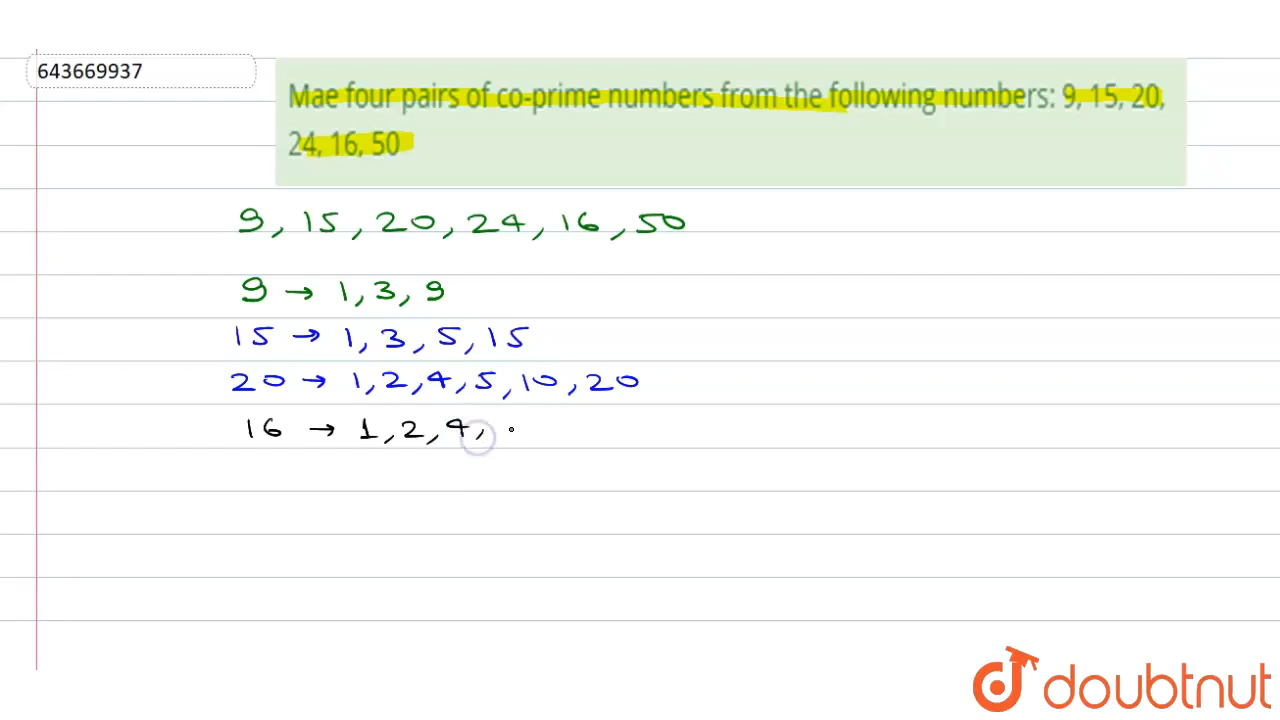 643669937
Mae four pairs of co-prime numbers from the following numbers: 9, 15, 20,
24, 16, 50
9, 15, 20, 24, 16, 50
9 → 1, 3, 9
15 → 1, 3, 5, 15
20 → 1, 2, 4, 5, 10, 20
16 → 1, 2, 4,
doubtnut